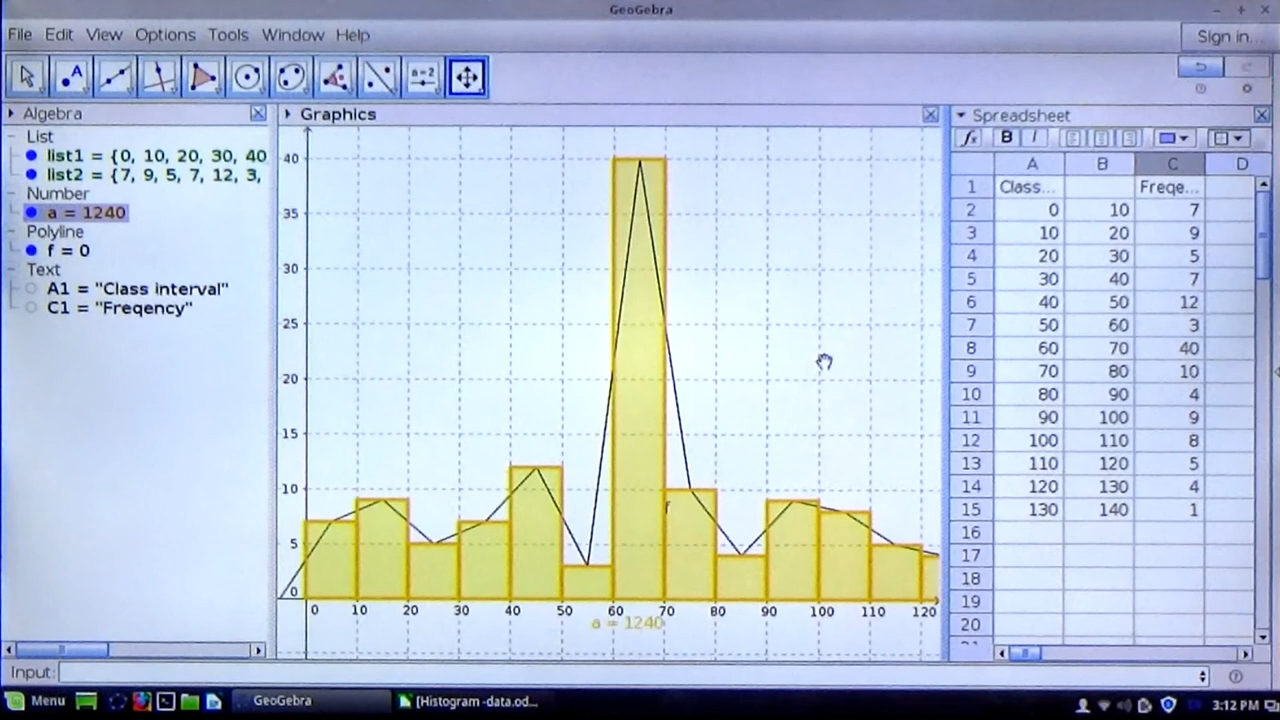 GeoGebra
File Edit View Options Tools Window Help
Sign in...
A
a=2
Algebra
Graphics
Spreadsheet
List
list1 = {0, 10, 20, 30, 40
list2 = {7, 9, 5, 7, 12, 3,
Number
a = 1240
Polyline
f = 0
Text
A1 = "Class interval"
C1 = "Freqency"
40
35
30
25
20
15
10
5
0
0 10 20 30 40 50 60 70 80 90 100 110 120
f
a = 1240
fx B I
A B C D
1 Class... Freqe...
2 0 10 7
3 10 20 9
4 20 30 5
5 30 40 7
6 40 50 12
7 50 60 3
8 60 70 40
9 70 80 10
10 80 90 4
11 90 100 9
12 100 110 8
13 110 120 5
14 120 130 4
15 130 140 1
16
17
18
19
20
Input:
Menu GeoGebra [Histogram -data.od... 3:12 PM